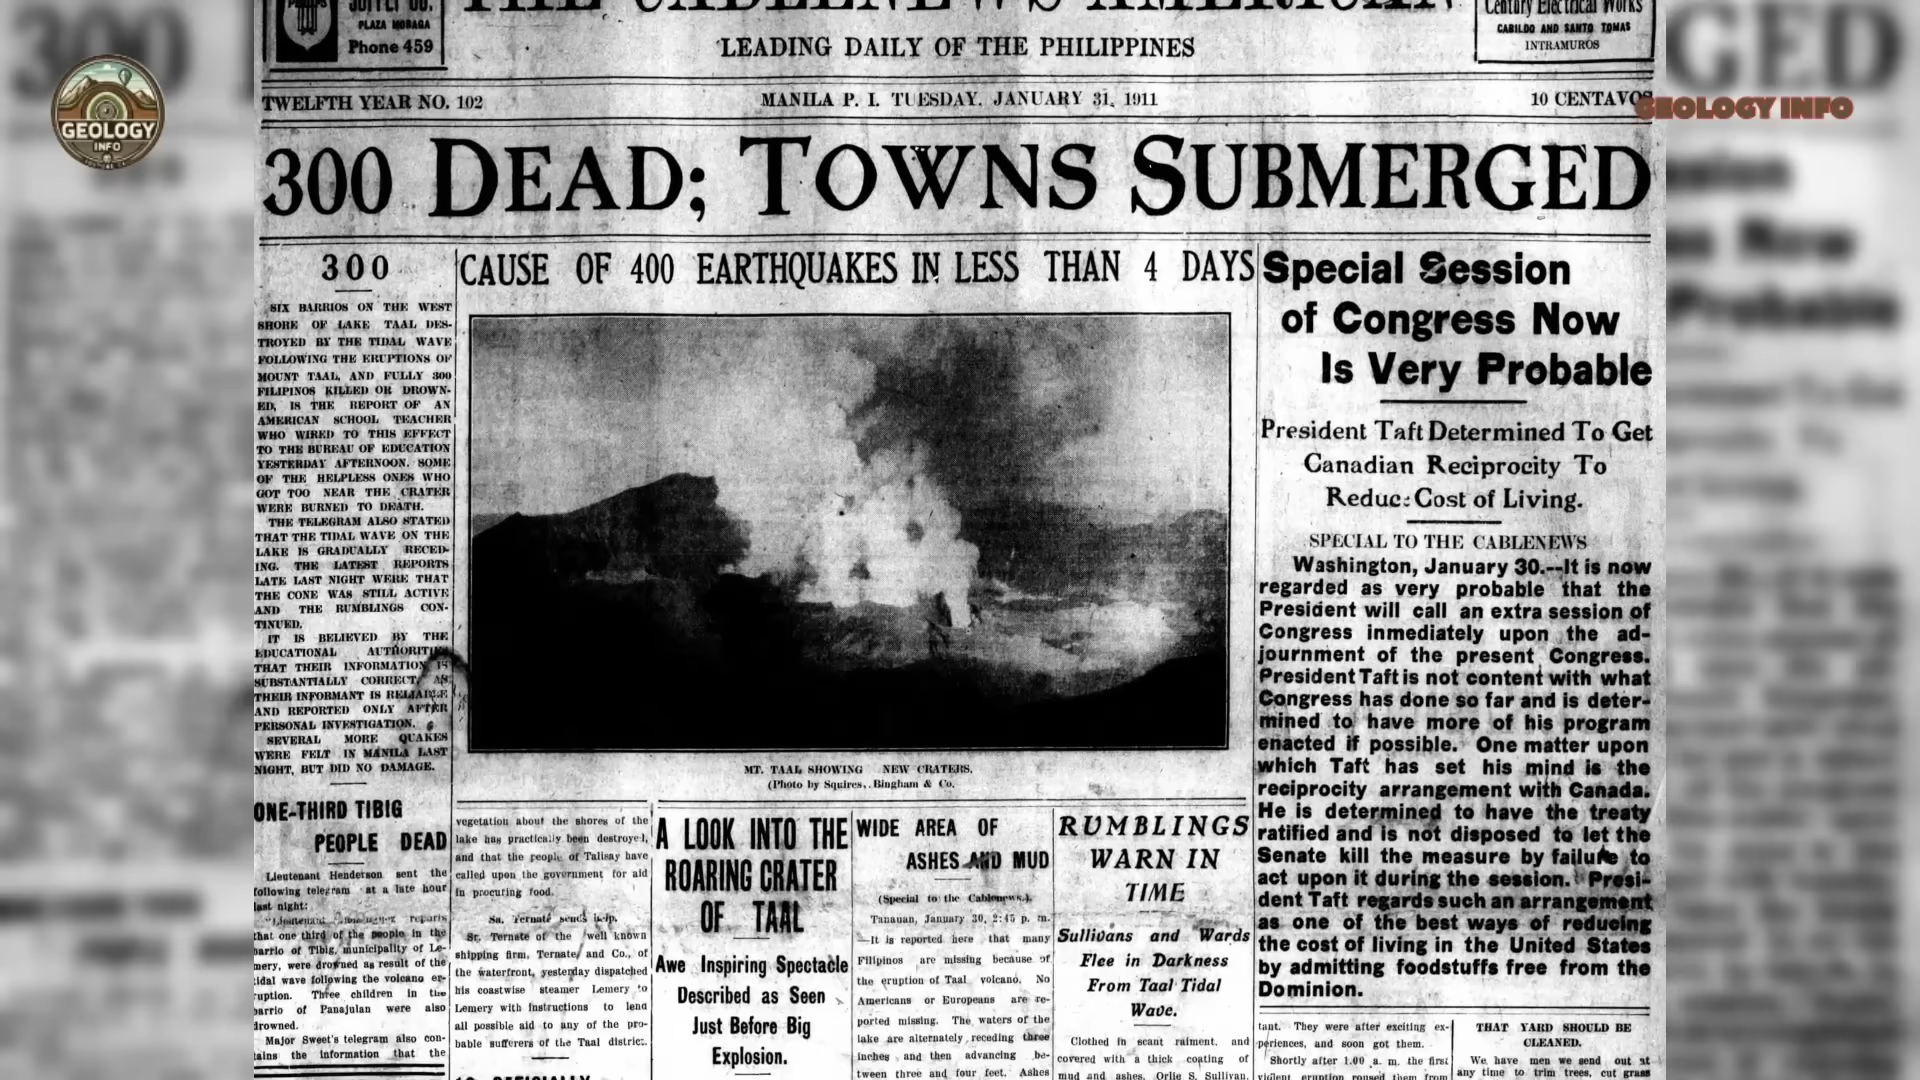 SUPPLY CO.
PLAZA MORAGA
Phone 459
THE CABLENEWS AMERICAN
LEADING DAILY OF THE PHILIPPINES
Century Electrical Works
CABILDO AND SANTO TOMAS
INTRAMUROS
TWELFTH YEAR NO. 102
MANILA P. I. TUESDAY, JANUARY 31, 1911
10 CENTAVOS
GEOLOGY INFO
GEOLOGY
INFO
300 DEAD; TOWNS SUBMERGED
300
SIX BARRIOS ON THE WEST
SHORE OF LAKE TAAL DES-
TROYED BY THE TIDAL WAVE
FOLLOWING THE ERUPTIONS OF
MOUNT TAAL, AND FULLY 300
FILIPINOS KILLED OR DROWN-
ED, IS THE REPORT OF AN
AMERICAN SCHOOL TEACHER
WHO WIRED TO THIS EFFECT
TO THE BUREAU OF EDUCATION
YESTERDAY AFTERNOON. SOME
OF THE HELPLESS ONES WHO
GOT TOO NEAR THE CRATER
WERE BURNED TO DEATH.
THE TELEGRAM ALSO STATED
THAT THE TIDAL WAVE ON THE
LAKE IS GRADUALLY RECED-
ING. THE LATEST REPORTS
LATE LAST NIGHT WERE THAT
THE CONE WAS STILL ACTIVE
AND THE RUMBLINGS CON-
TINUED.
IT IS BELIEVED BY THE
EDUCATIONAL AUTHORITIES
THAT THEIR INFORMATION IS
SUBSTANTIALLY CORRECT, AS
THEIR INFORMANT IS RELIABLE
AND REPORTED ONLY AFTER
PERSONAL INVESTIGATION.
SEVERAL MORE QUAKES
WERE FELT IN MANILA LAST
NIGHT, BUT DID NO DAMAGE.
ONE-THIRD TIBIG
PEOPLE DEAD
Lieutenant Henderson sent the
following telegram at a late hour
last night:
"Lieutenant reports
that one third of the people in the
barrio of Tibig, municipality of Le-
mery, were drowned as result of the
tidal wave following the volcano er-
ruption. Three children in the
barrio of Panajulan were also
drowned.
Major Sweet's telegram also con-
tains the information that the
CAUSE OF 400 EARTHQUAKES IN LESS THAN 4 DAYS
MT. TAAL SHOWING NEW CRATERS.
(Photo by Squires, Bingham & Co.
vegetation about the shores of the
lake has practically been destroyed,
and that the people of Talisay have
called upon the government for aid
in procuring food.
Sa. Ternate sends help.
Sr. Ternate of the well known
shipping firm, Ternate, and Co., of
the waterfront, yesterday dispatched
his coastwise steamer Lemery to
Lemery with instructions to lend
all possible aid to any of the pro-
bable sufferers of the Taal district.
OFFICIALLY
A LOOK INTO THE
ROARING CRATER
OF TAAL
Awe Inspiring Spectacle
Described as Seen
Just Before Big
Explosion.
WIDE AREA OF
ASHES AND MUD
(Special to the Cablenews.)
Tanauan, January 30, 2:45 p. m.
—It is reported here that many
Filipinos are missing because of
the eruption of Taal volcano. No
Americans or Europeans are re-
ported missing. The waters of the
lake are alternately receding three
inches and then advancing be-
tween three and four feet. Ashes
RUMBLINGS
WARN IN
TIME
Sullivans and Wards
Flee in Darkness
From Taal Tidal
Wave.
Clothed in scant raiment, and
covered with a thick coating of
mud and ashes, Orlie S. Sullivan,
Special Session
of Congress Now
Is Very Probable
President Taft Determined To Get
Canadian Reciprocity To
Reduce Cost of Living.
SPECIAL TO THE CABLENEWS
Washington, January 30.--It is now
regarded as very probable that the
President will call an extra session of
Congress inmediately upon the ad-
journment of the present Congress.
President Taft is not content with what
Congress has done so far and is deter-
mined to have more of his program
enacted if possible. One matter upon
which Taft has set his mind is the
reciprocity arrangement with Canada.
He is determined to have the treaty
ratified and is not disposed to let the
Senate kill the measure by failure to
act upon it during the session. Presi-
dent Taft regards such an arrangement
as one of the best ways of reducing
the cost of living in the United States
by admitting foodstuffs free from the
Dominion.
tant. They were after exciting ex-
periences, and soon got them.
Shortly after 1.00 a. m. the first
violent eruption roused them from
THAT YARD SHOULD BE
CLEANED.
We have men we send out at
any time to trim trees, cut grass